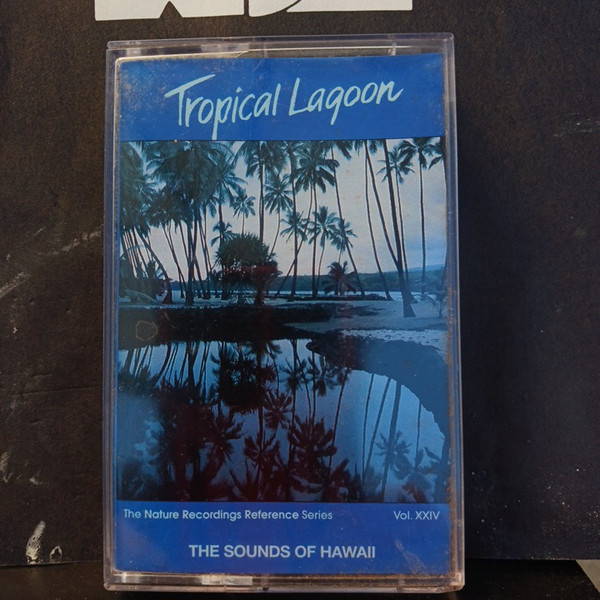 Tropical Lagoon
The Nature Recordings Reference Series Vol. XXIV
THE SOUNDS OF HAWAII